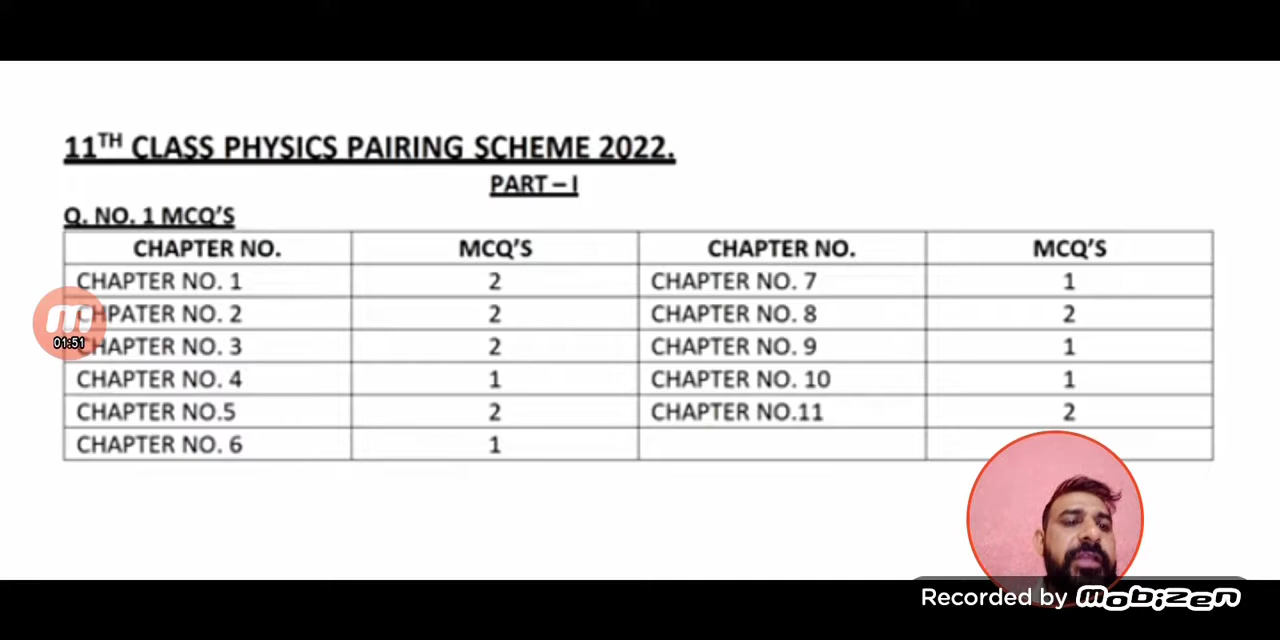 11TH CLASS PHYSICS PAIRING SCHEME 2022.
PART – I
Q. NO. 1 MCQ'S
CHAPTER NO. MCQ'S CHAPTER NO. MCQ'S
CHAPTER NO. 1 2 CHAPTER NO. 7 1
CHPATER NO. 2 2 CHAPTER NO. 8 2
CHAPTER NO. 3 2 CHAPTER NO. 9 1
CHAPTER NO. 4 1 CHAPTER NO. 10 1
CHAPTER NO.5 2 CHAPTER NO.11 2
CHAPTER NO. 6 1
01:51
Recorded by mobizen